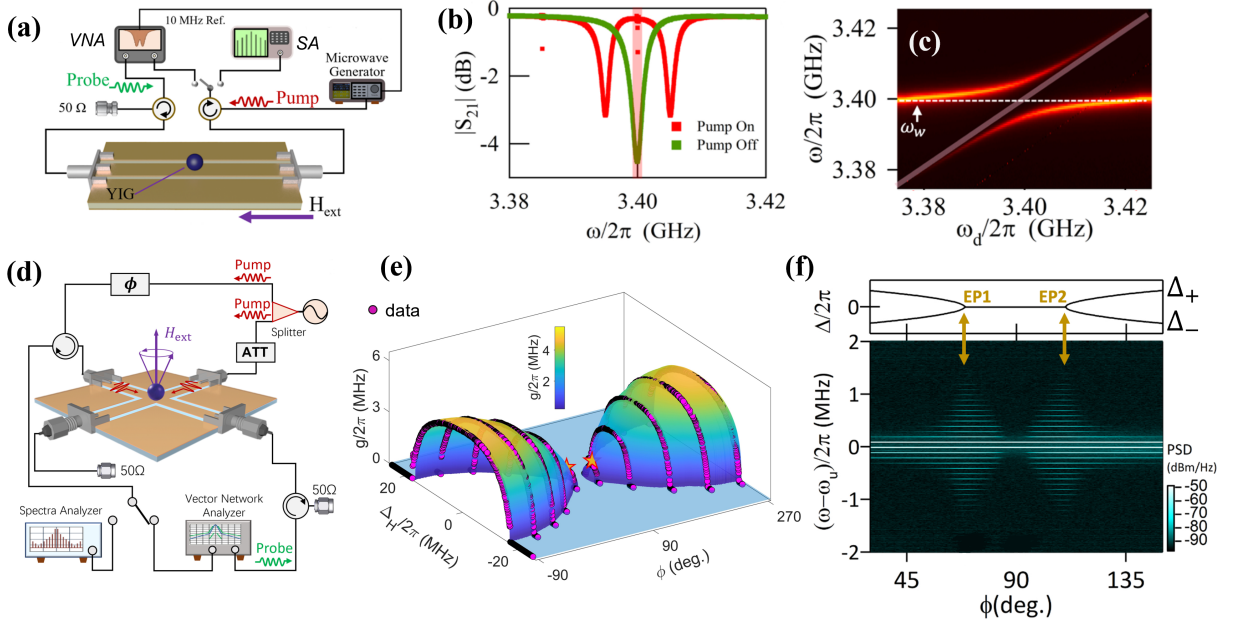 (a)
VNA
10 MHz Ref.
SA
Microwave
Generator
Probe
Pump
50 Ω
YIG
H_ext
(b)
|S_21| (dB)
0
-2
-4
Pump On
Pump Off
3.38
3.40
3.42
ω/2π (GHz)
(c)
ω/2π (GHz)
3.42
3.40
3.38
ω_w
3.38
3.40
3.42
ω_d/2π (GHz)
(d)
Pump
ϕ
Pump
Splitter
H_ext
ATT
50Ω
50Ω
Spectra Analyzer
Vector Network
Analyzer
Probe
(e)
data
g/2π (MHz)
6
3
0
g/2π (MHz)
4
2
20
0
-20
Δ_H/2π (MHz)
-90
90
270
ϕ (deg.)
(f)
Δ/2π
0
EP1
EP2
Δ_+
Δ_−
(ω−ω_u)/2π (MHz)
2
1
0
-1
-2
PSD
(dBm/Hz)
-50
-60
-70
-80
-90
45
90
135
ϕ(deg.)